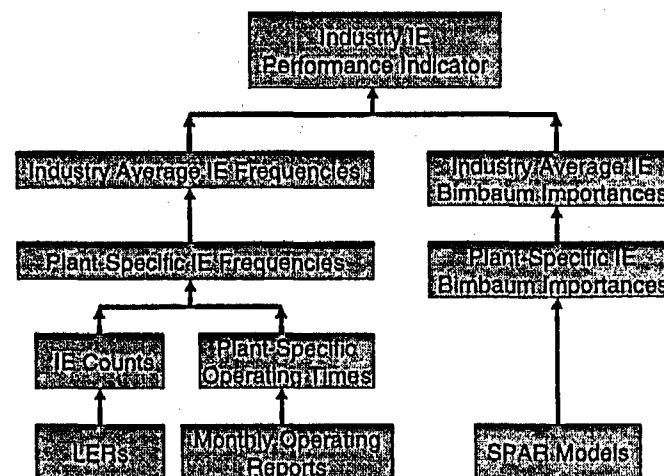 Industry IE
Performance Indicator
Industry Average IE Frequencies
Industry Average IE
Birnbaum Importances
Plant-Specific IE Frequencies
Plant-Specific IE
Birnbaum Importances
IE Counts
Plant-Specific
Operating Times
LERs
Monthly Operating
Reports
SPAR Models